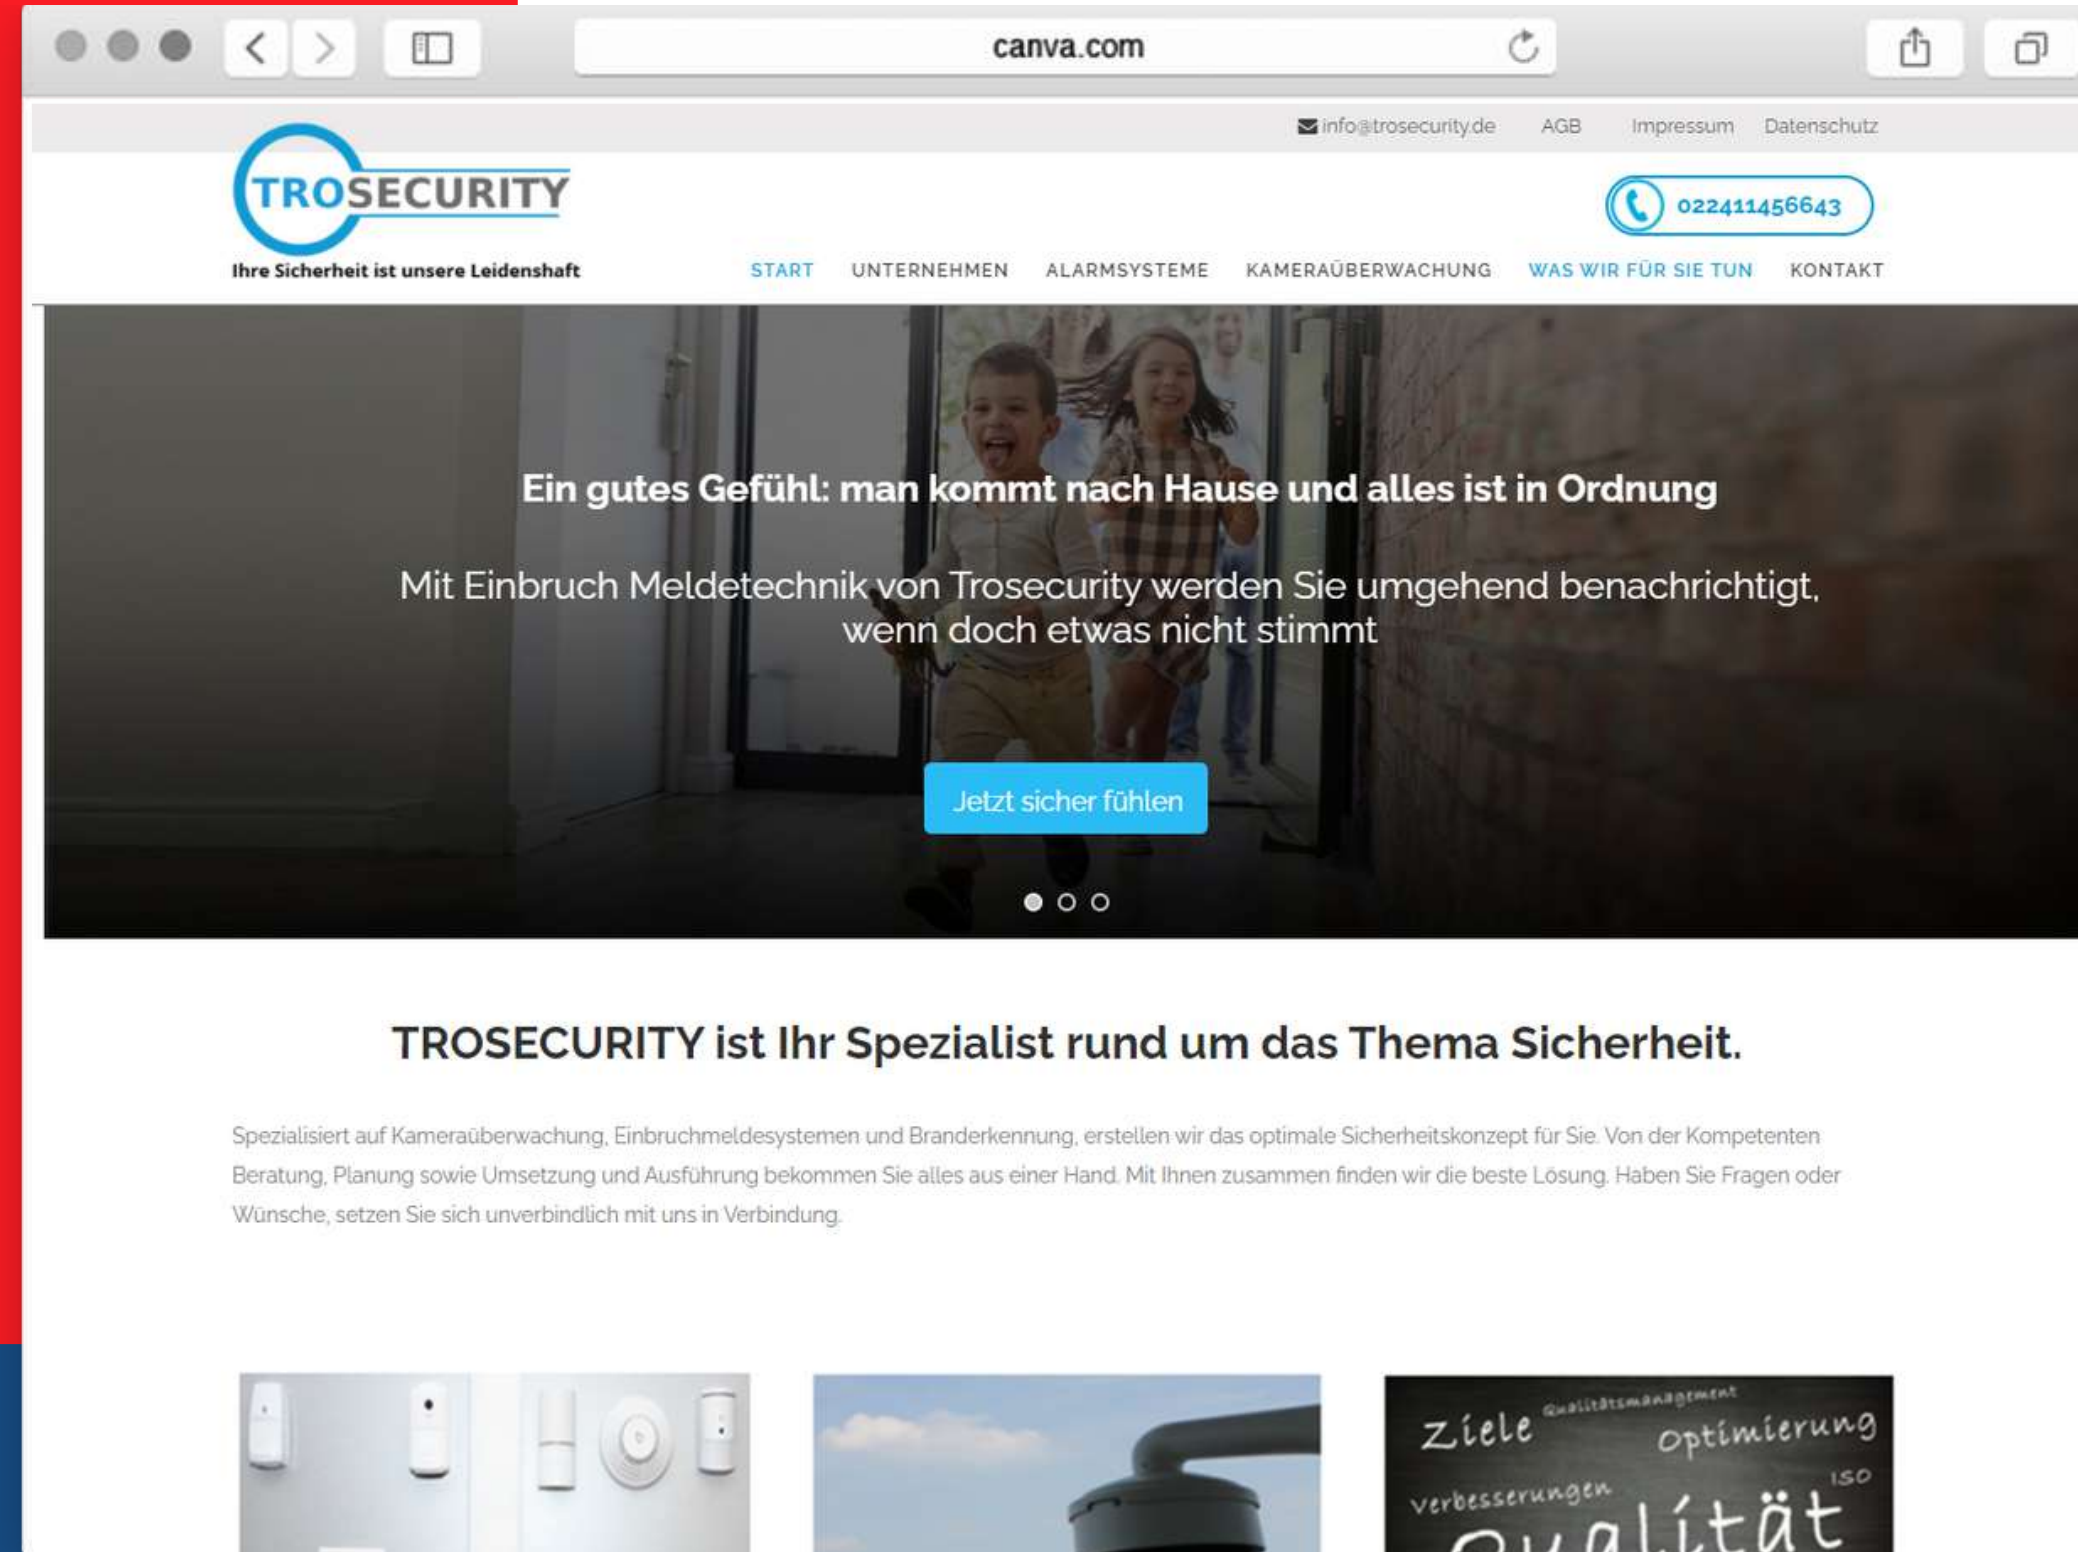 canva.com
info@trosecurity.de AGB Impressum Datenschutz
TROSECURITY
022411456643
Ihre Sicherheit ist unsere Leidenshaft
START UNTERNEHMEN ALARMSYSTEME KAMERAÜBERWACHUNG WAS WIR FÜR SIE TUN KONTAKT
Ein gutes Gefühl: man kommt nach Hause und alles ist in Ordnung
Mit Einbruch Meldetechnik von Trosecurity werden Sie umgehend benachrichtigt,
wenn doch etwas nicht stimmt
Jetzt sicher fühlen
TROSECURITY ist Ihr Spezialist rund um das Thema Sicherheit.
Spezialisiert auf Kameraüberwachung, Einbruchmeldesystemen und Branderkennung, erstellen wir das optimale Sicherheitskonzept für Sie. Von der Kompetenten
Beratung, Planung sowie Umsetzung und Ausführung bekommen Sie alles aus einer Hand. Mit Ihnen zusammen finden wir die beste Lösung. Haben Sie Fragen oder
Wünsche, setzen Sie sich unverbindlich mit uns in Verbindung.
Qualitätsmanagement
Ziele
Optimierung
ISO
Verbesserungen
Qualität